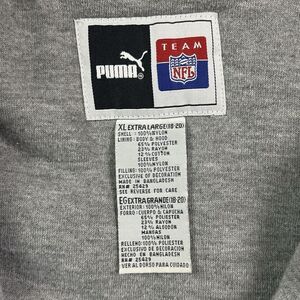 PUMA®
TEAM
NFL
XL EXTRA LARGE (18-20)
SHELL : 100% NYLON
LINING : BODY & HOOD
65% POLYESTER
23% RAYON
12% COTTON
SLEEVES
100% NYLON
FILLING: 100% POLYESTER
EXCLUSIVE OF DECORATION
MADE IN BANGLADESH
RN# 25429
SEE REVERSE FOR CARE
EG EXTRA GRANDE (18-20)
EXTERIOR: 100% NILON
FORRO : CUERPO & CAPUCHA
65% POLIESTER
23% RAYON
12% ALGODON
MANGAS
100% NILON
RELLENO: 100% POLIESTER
EXCLUSIVO DE DECORACION
HECHO EN BANGLADESH
RN# 25429
VER AL DORSO PARA CUIDADO